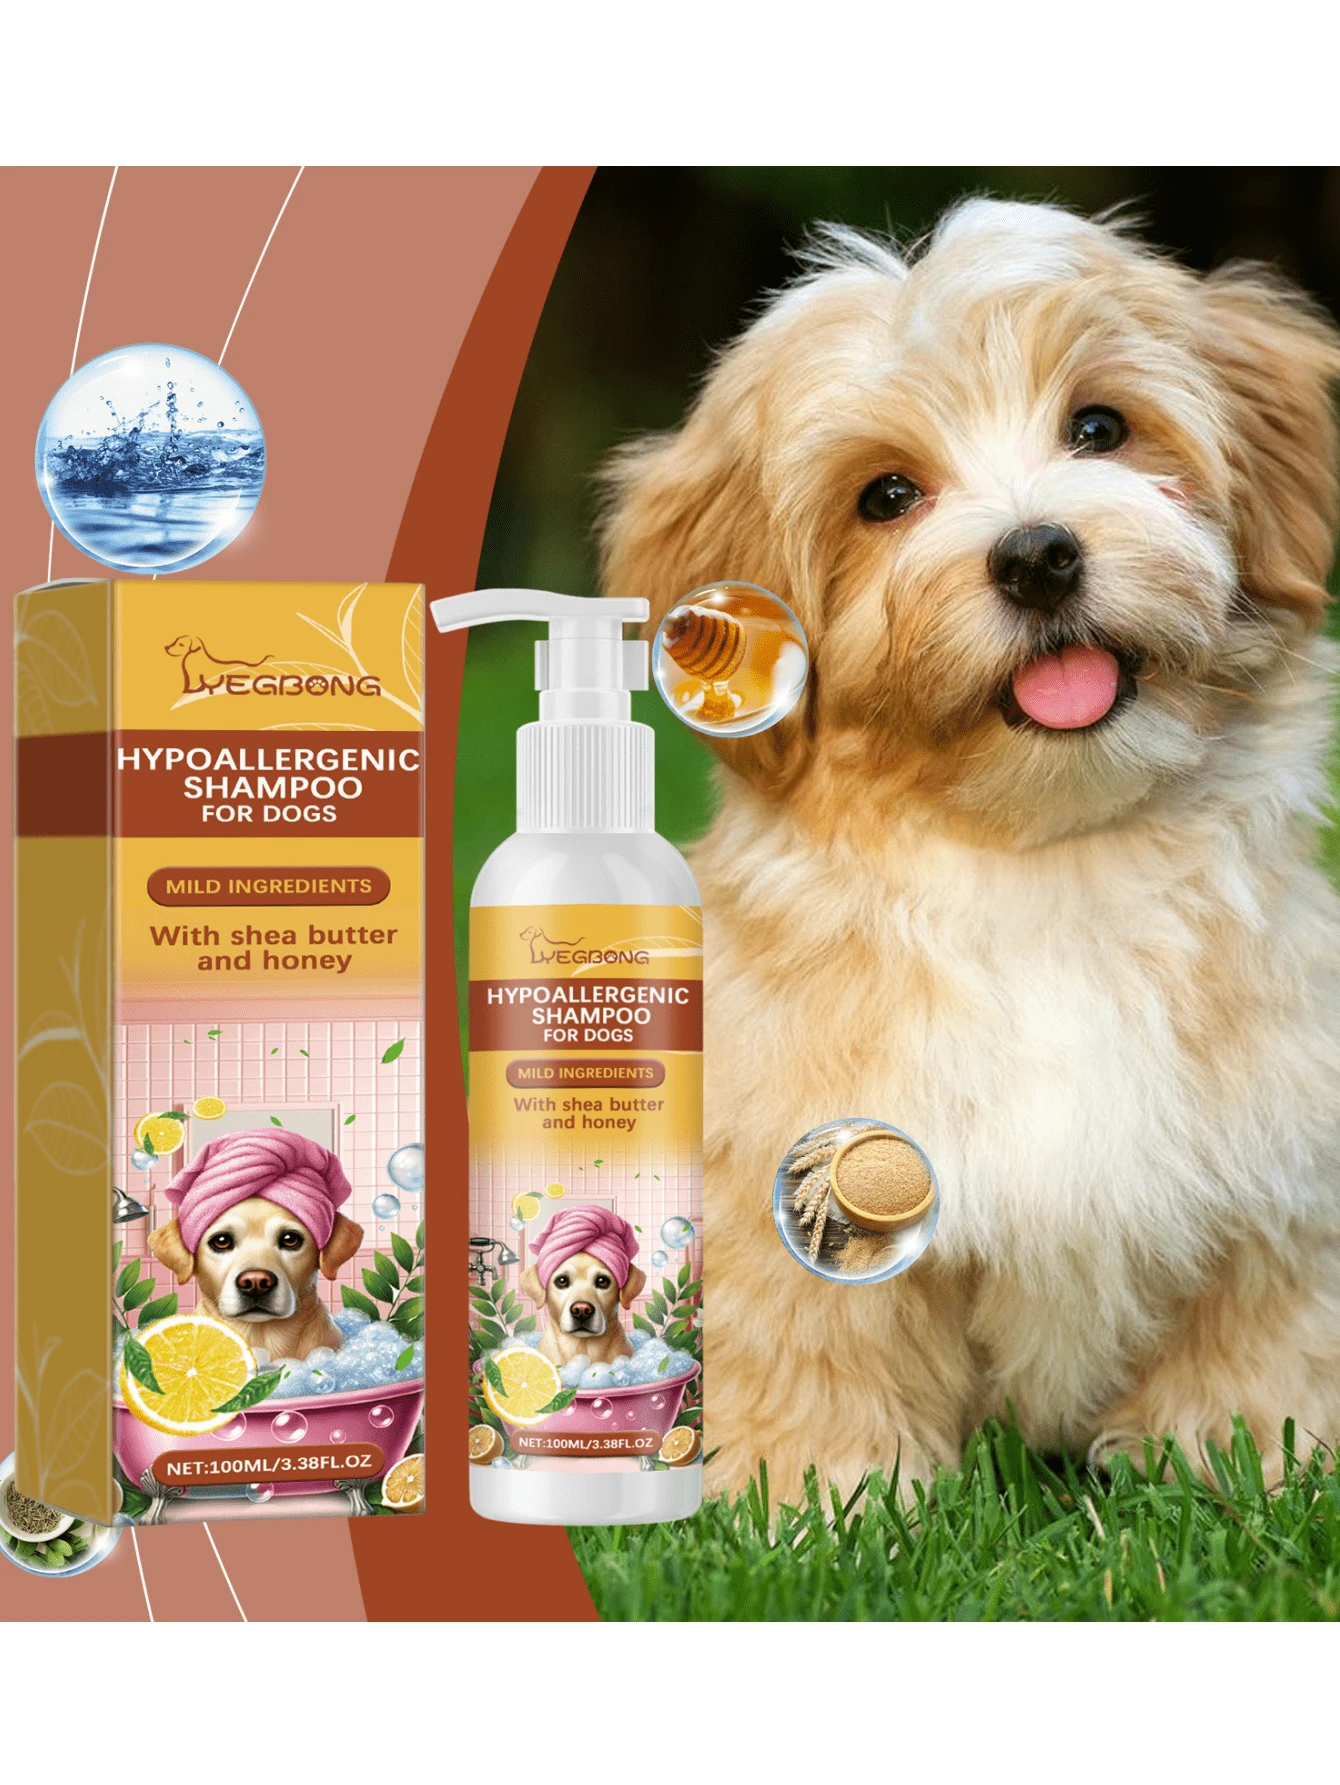 YEGBONG
HYPOALLERGENIC
SHAMPOO
FOR DOGS
MILD INGREDIENTS
With shea butter
and honey
NET:100ML/3.38FL.OZ
YEGBONG
HYPOALLERGENIC
SHAMPOO
FOR DOGS
MILD INGREDIENTS
With shea butter
and honey
NET:100ML/3.38FL.OZ